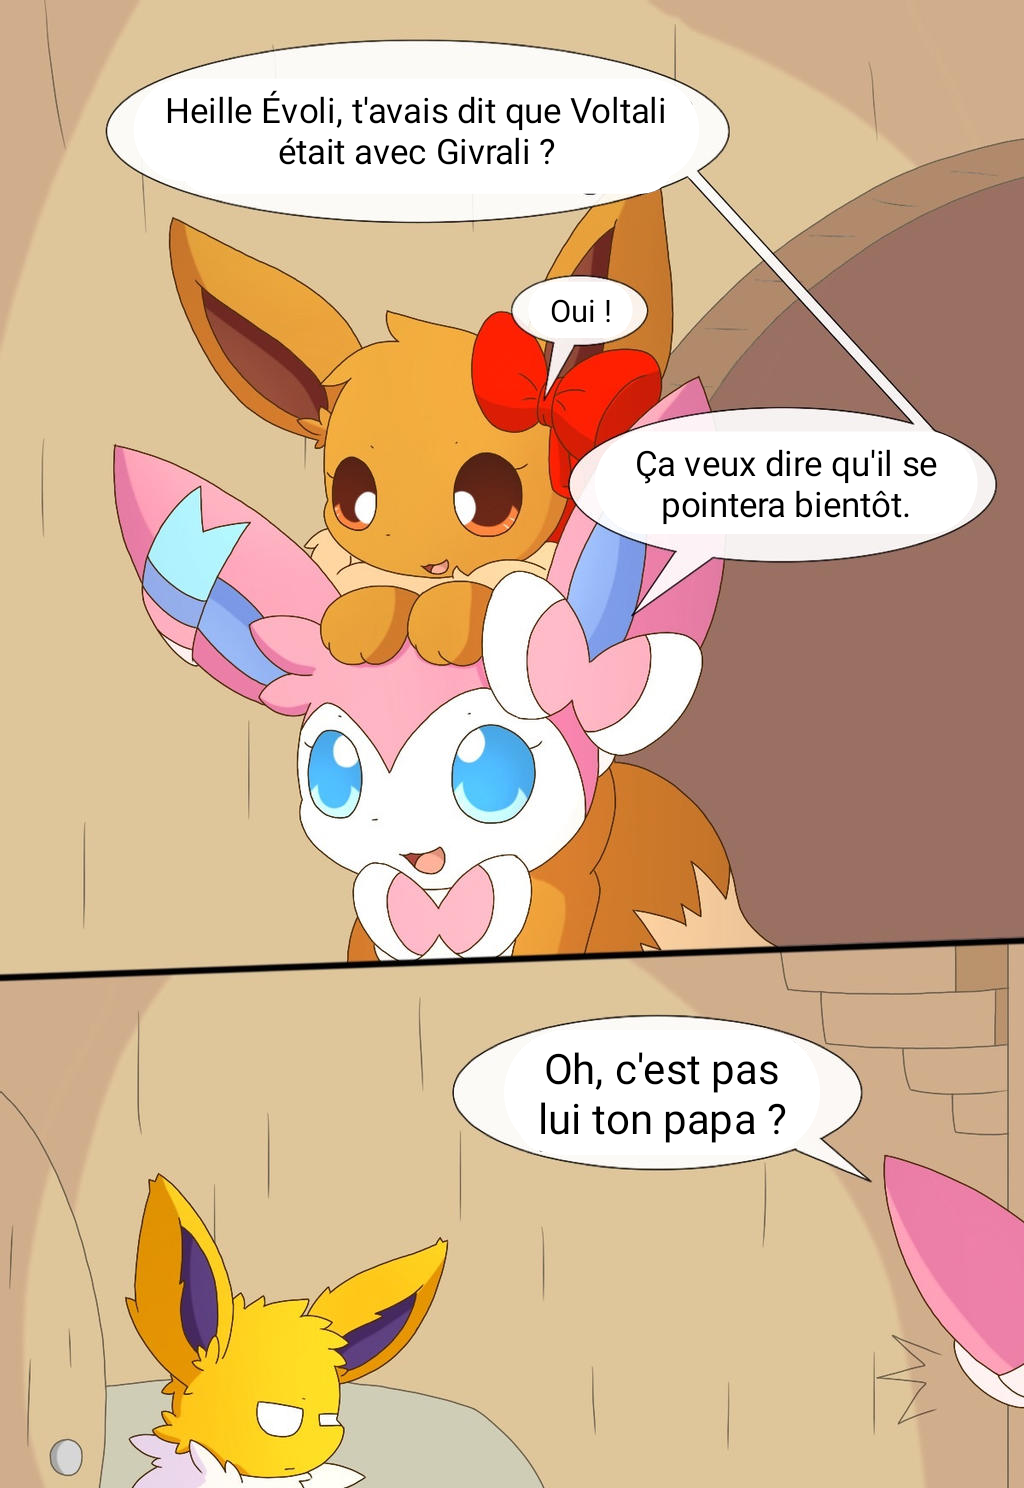 Heille Évoli, t'avais dit que Voltali
était avec Givrali ?
Oui !
Ça veux dire qu'il se
pointera bientôt.
Oh, c'est pas
lui ton papa ?